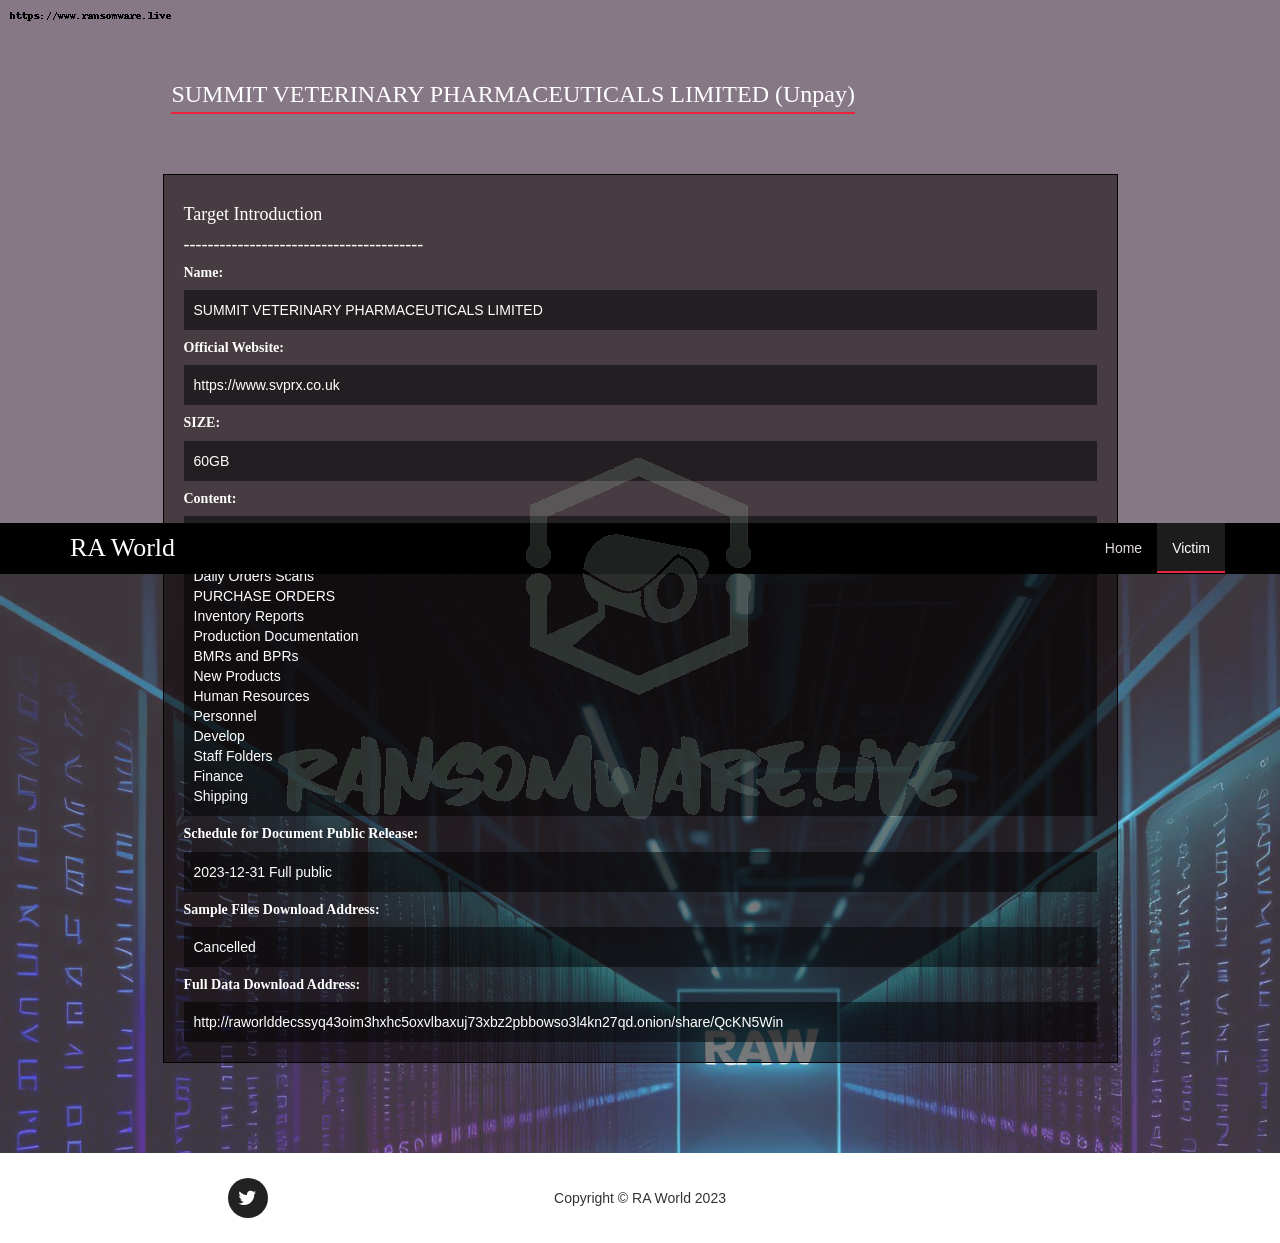 https://www.ransomware.live
SUMMIT VETERINARY PHARMACEUTICALS LIMITED (Unpay)
Target Introduction
----------------------------------------
Name:
SUMMIT VETERINARY PHARMACEUTICALS LIMITED
Official Website:
https://www.svprx.co.uk
SIZE:
60GB
Content:
RA World
Home
Victim
Daily Orders Scans
PURCHASE ORDERS
Inventory Reports
Production Documentation
BMRs and BPRs
New Products
Human Resources
Personnel
Develop
Staff Folders
Finance
Shipping
RANSOMWARE.LIVE
Schedule for Document Public Release:
2023-12-31 Full public
Sample Files Download Address:
Cancelled
Full Data Download Address:
http://raworlddecssyq43oim3hxhc5oxvlbaxuj73xbz2pbbowso3l4kn27qd.onion/share/QcKN5Win
RAW
Copyright © RA World 2023